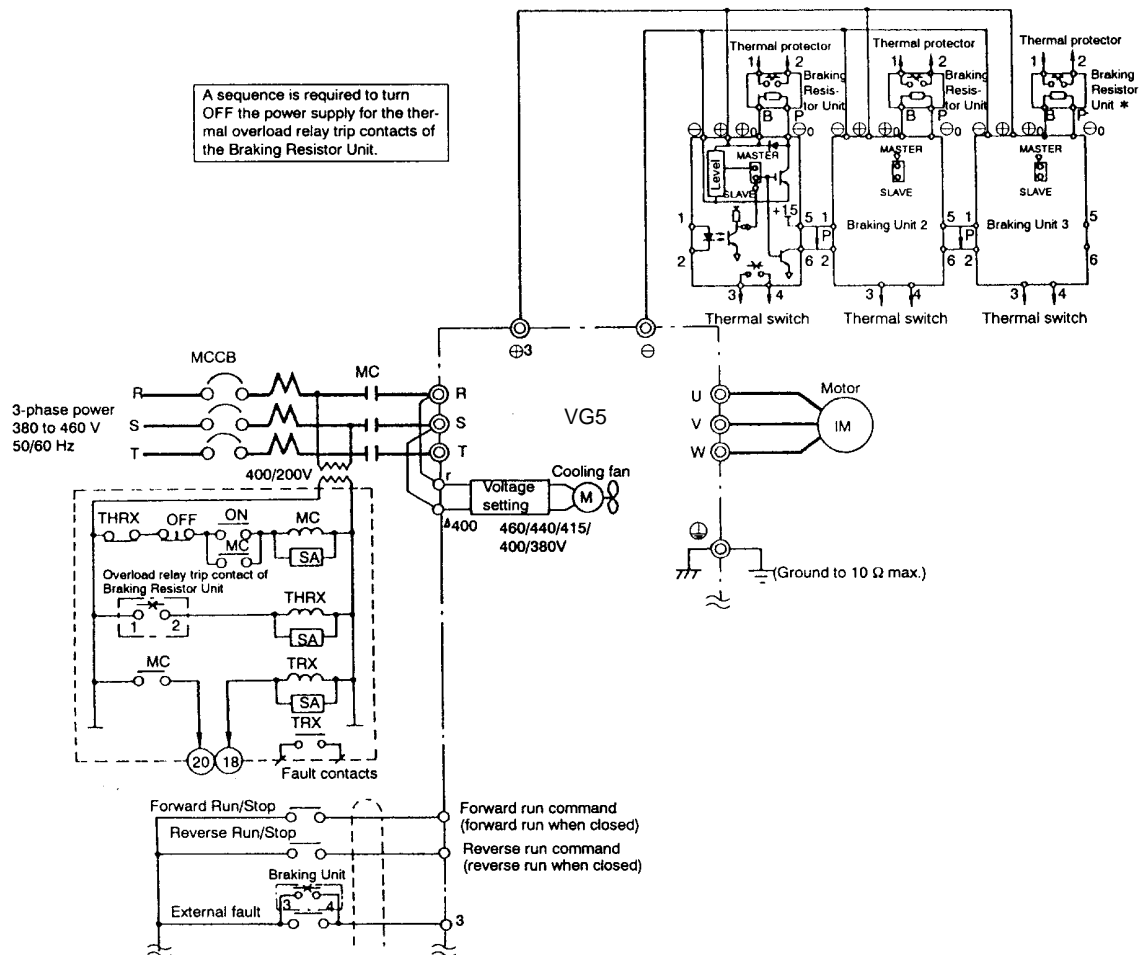 A sequence is required to turn
OFF the power supply for the ther-
mal overload relay trip contacts of
the Braking Resistor Unit.
Thermal protector
1 2
Braking
Resis-
tor Unit
B P
Thermal protector
1 2
Braking
Resis-
tor Unit
B P
Thermal protector
1 2
Braking
Resistor
Unit *
B P
⊖ ⊕ ⊕0 ⊖0
⊖ ⊕ ⊕0 ⊖0
⊖ ⊕ ⊕0 ⊖0
Level
MASTER
SLAVE
+15
1
2
5
6
3 4
MASTER
SLAVE
1 P 2
Braking Unit 2
5
6
3 4
MASTER
SLAVE
1 P 2
Braking Unit 3
5
6
3 4
Thermal switch
Thermal switch
Thermal switch
⊕3
⊖
MCCB
MC
3-phase power
380 to 460 V
50/60 Hz
R
S
T
R
S
T
VG5
U
V
W
Motor
IM
400/200V
r
Δ400
Voltage
setting
Cooling fan
M
460/440/415/
400/380V
(Ground to 10 Ω max.)
THRX OFF ON MC
MC
SA
Overload relay trip contact of
Braking Resistor Unit
1 2
THRX
SA
MC
TRX
SA
TRX
20 18
Fault contacts
Forward Run/Stop
Forward run command
(forward run when closed)
Reverse Run/Stop
Reverse run command
(reverse run when closed)
Braking Unit
3 4
External fault
3